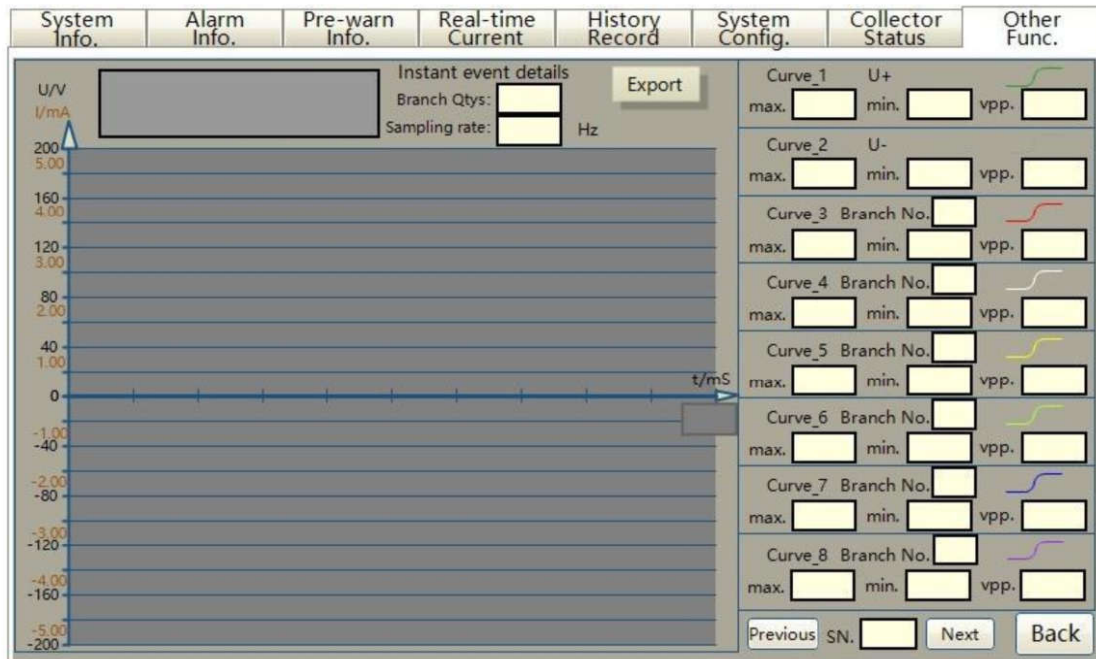 System Info.
Alarm Info.
Pre-warn Info.
Real-time Current
History Record
System Config.
Collector Status
Other Func.
U/V
I/mA
Instant event details
Branch Qtys:
Sampling rate:
Hz
Export
200
5.00
160
4.00
120
3.00
80
2.00
40
1.00
0
t/mS
-1.00
-40
-2.00
-80
-3.00
-120
-4.00
-160
-5.00
-200
Curve_1 U+
max. min. vpp.
Curve_2 U-
max. min. vpp.
Curve_3 Branch No.
max. min. vpp.
Curve_4 Branch No.
max. min. vpp.
Curve_5 Branch No.
max. min. vpp.
Curve_6 Branch No.
max. min. vpp.
Curve_7 Branch No.
max. min. vpp.
Curve_8 Branch No.
max. min. vpp.
Previous SN. Next Back